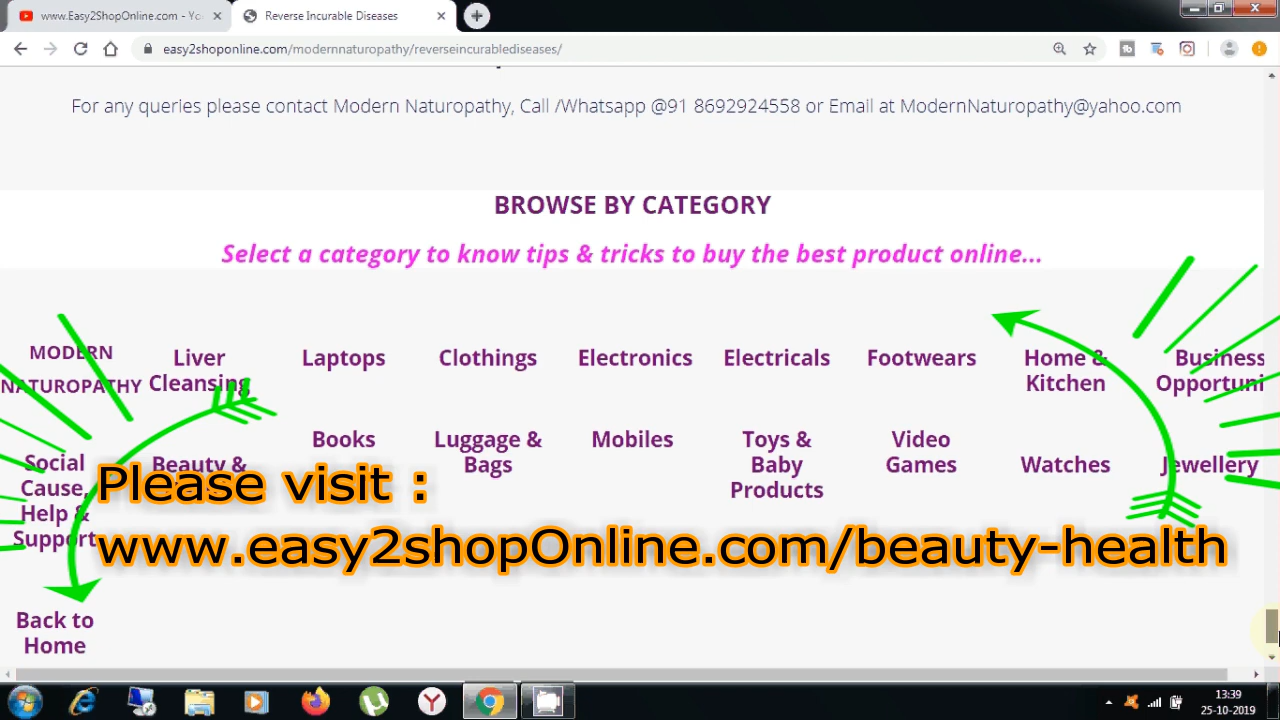 www.Easy2ShopOnline.com - Yo
Reverse Incurable Diseases
easy2shoponline.com/modernnaturopathy/reverseincurablediseases/
For any queries please contact Modern Naturopathy, Call /Whatsapp @91 8692924558 or Email at ModernNaturopathy@yahoo.com
BROWSE BY CATEGORY
Select a category to know tips & tricks to buy the best product online...
MODERN
NATUROPATHY
Liver
Cleansing
Laptops
Clothings
Electronics
Electricals
Footwears
Home &
Kitchen
Business
Opportuni
Social
Cause,
Help &
Support
Beauty &
Books
Luggage &
Bags
Mobiles
Toys &
Baby
Products
Video
Games
Watches
Jewellery
Please visit :
www.easy2shopOnline.com/beauty-health
Back to
Home
13:39
25-10-2019